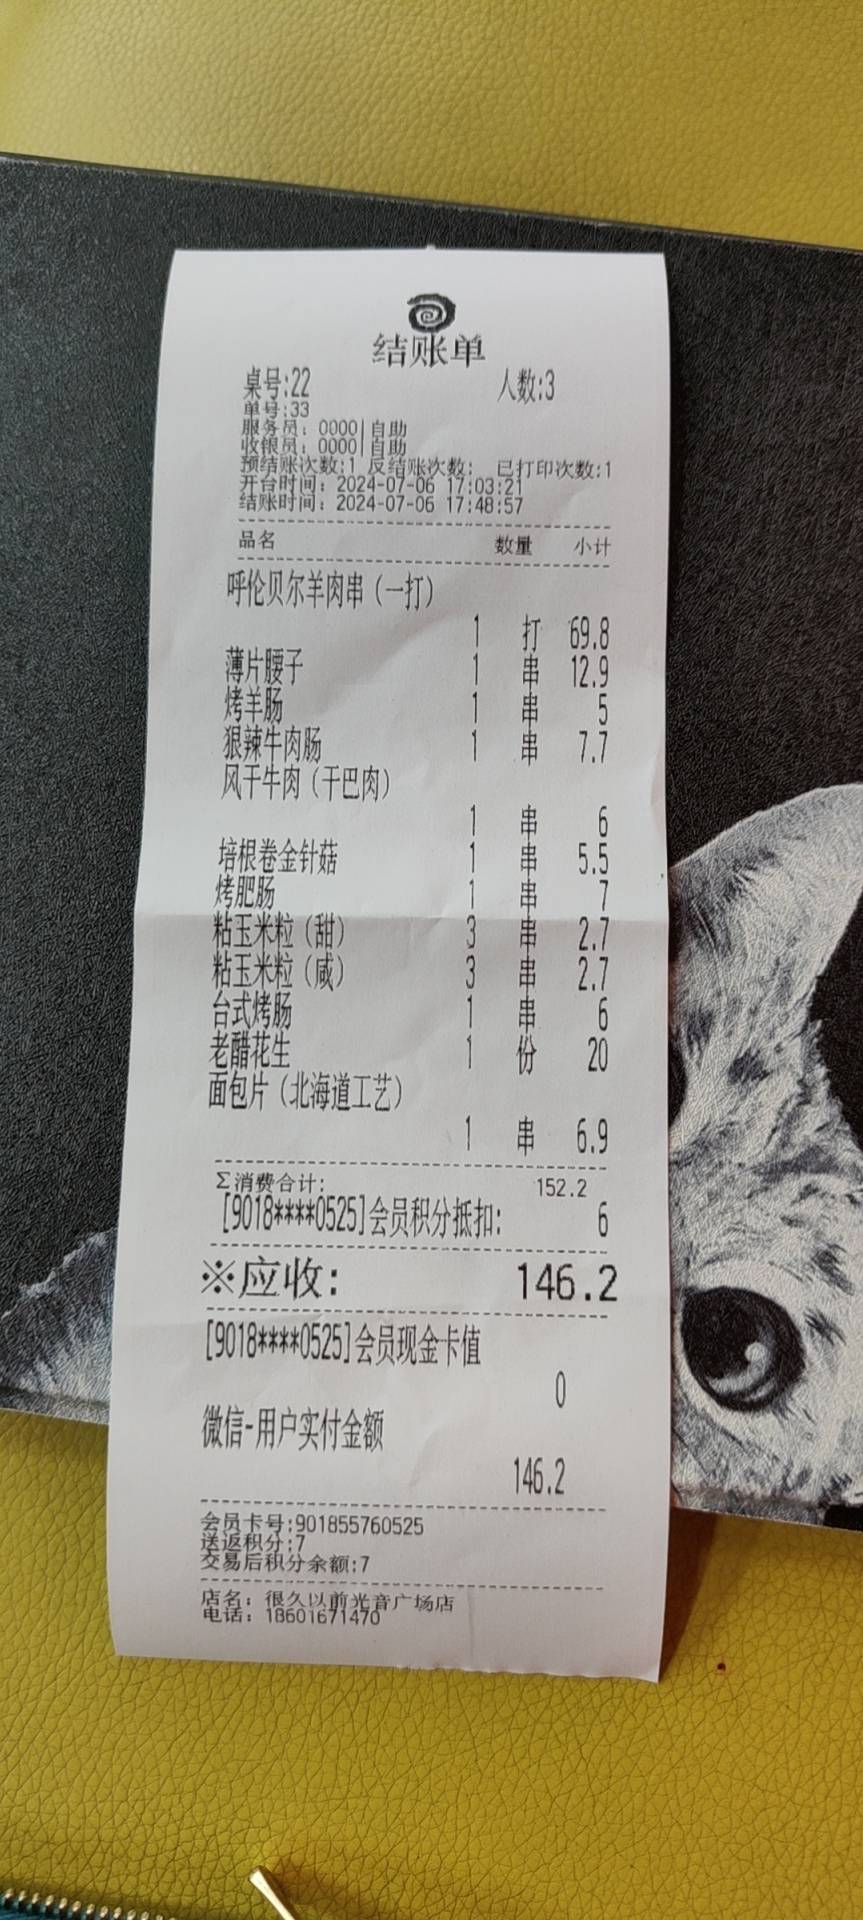 结账单
桌号:22 人数:3
单号:33
服务员: 0000|自助
收银员: 0000|自助
预结账次数:1 反结账次数: 已打印次数:1
开台时间: 2024-07-06 17:03:21
结账时间: 2024-07-06 17:48:57
品名 数量 小计
呼伦贝尔羊肉串(一打)
1 打 69.8
薄片腰子 1 串 12.9
烤羊肠 1 串 5
狠辣牛肉肠 1 串 7.7
风干牛肉(干巴肉)
1 串 6
培根卷金针菇 1 串 5.5
烤肥肠 1 串 7
粘玉米粒(甜) 3 串 2.7
粘玉米粒(咸) 3 串 2.7
台式烤肠 1 串 6
老醋花生 1 份 20
面包片(北海道工艺)
1 串 6.9
Σ消费合计: 152.2
[9018****0525]会员积分抵扣: 6
※应收: 146.2
[9018****0525]会员现金卡值
0
微信-用户实付金额
146.2
会员卡号:901855760525
送返积分:7
交易后积分余额:7
店名: 很久以前光音广场店
电话: 18601671470